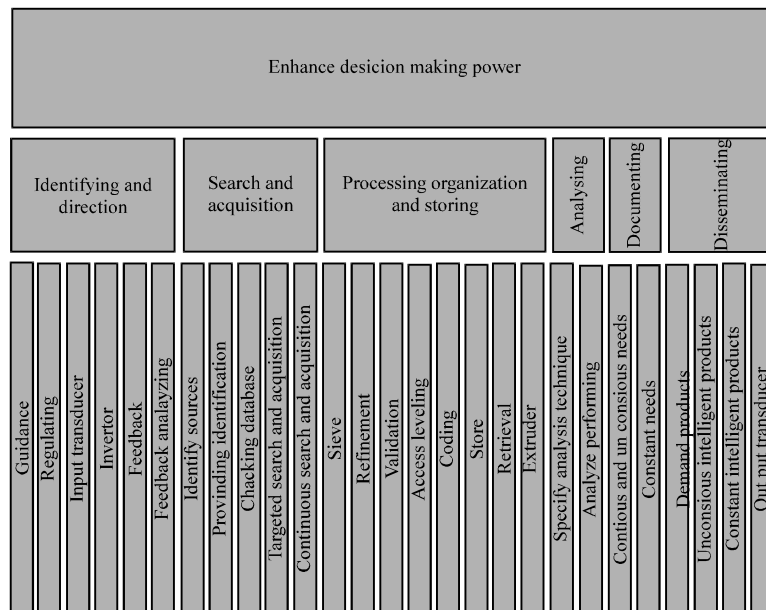 Enhance desicion making power
Identifying and
direction
Search and
acquisition
Processing organization
and storing
Analysing
Documenting
Disseminating
Guidance
Regulating
Input transducer
Invertor
Feedback
Feedback analayzing
Identify sources
Provinding identification
Chacking database
Targeted search and acquisition
Continuous search and acquisition
Sieve
Refinement
Validation
Access leveling
Coding
Store
Retrieval
Extruder
Specify analysis technique
Analyze performing
Contious and un consious needs
Constant needs
Demand products
Unconsious intelligent products
Constant intelligent products
Out put transducer